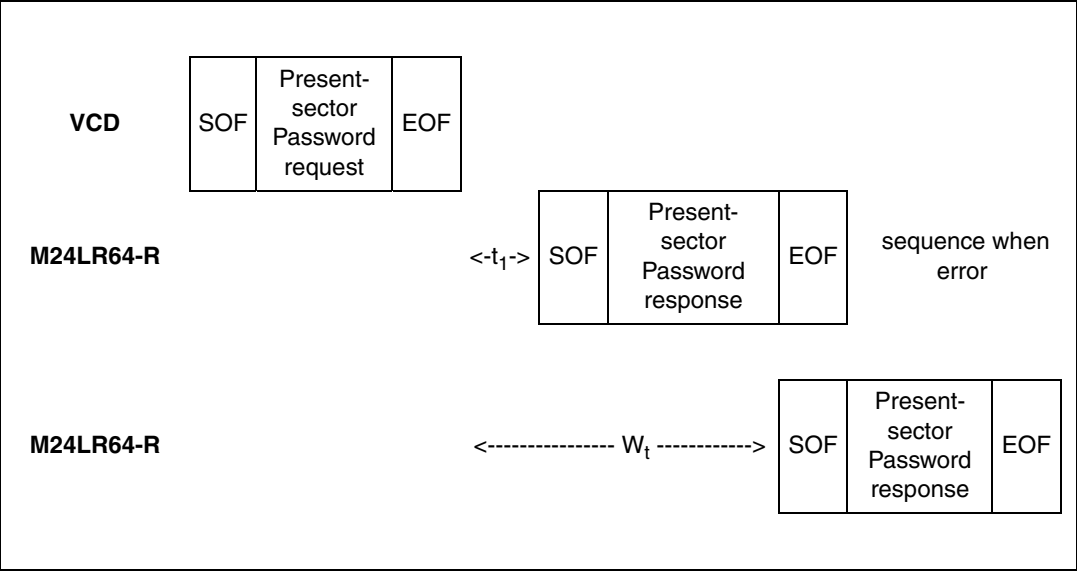 VCD
SOF
Present-
sector
Password
request
EOF
M24LR64-R
<-t1->
SOF
Present-
sector
Password
response
EOF
sequence when
error
M24LR64-R
<---------------- Wt ------------>
SOF
Present-
sector
Password
response
EOF